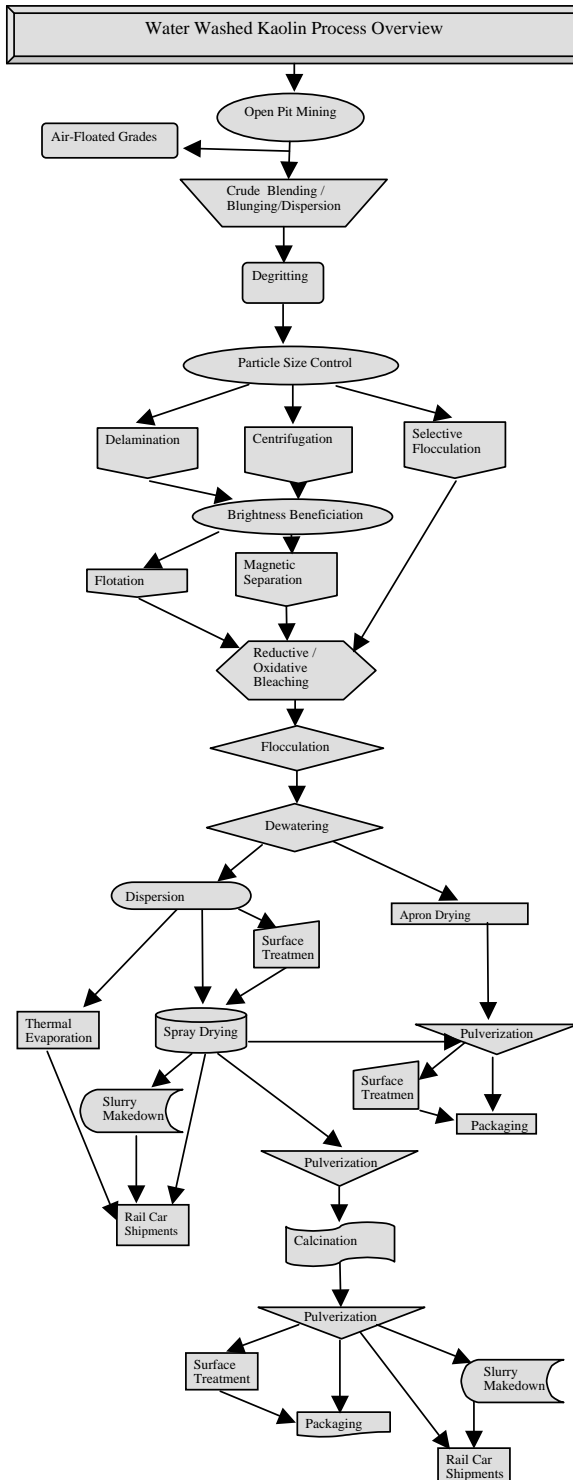 Water Washed Kaolin Process Overview
Open Pit Mining
Air-Floated Grades
Crude Blending /
Blunging/Dispersion
Degritting
Particle Size Control
Delamination
Centrifugation
Selective
Flocculation
Brightness Beneficiation
Flotation
Magnetic
Separation
Reductive /
Oxidative
Bleaching
Flocculation
Dewatering
Dispersion
Apron Drying
Surface
Treatmen
Thermal
Evaporation
Spray Drying
Pulverization
Surface
Treatmen
Packaging
Slurry
Makedown
Pulverization
Rail Car
Shipments
Calcination
Pulverization
Surface
Treatment
Packaging
Slurry
Makedown
Rail Car
Shipments